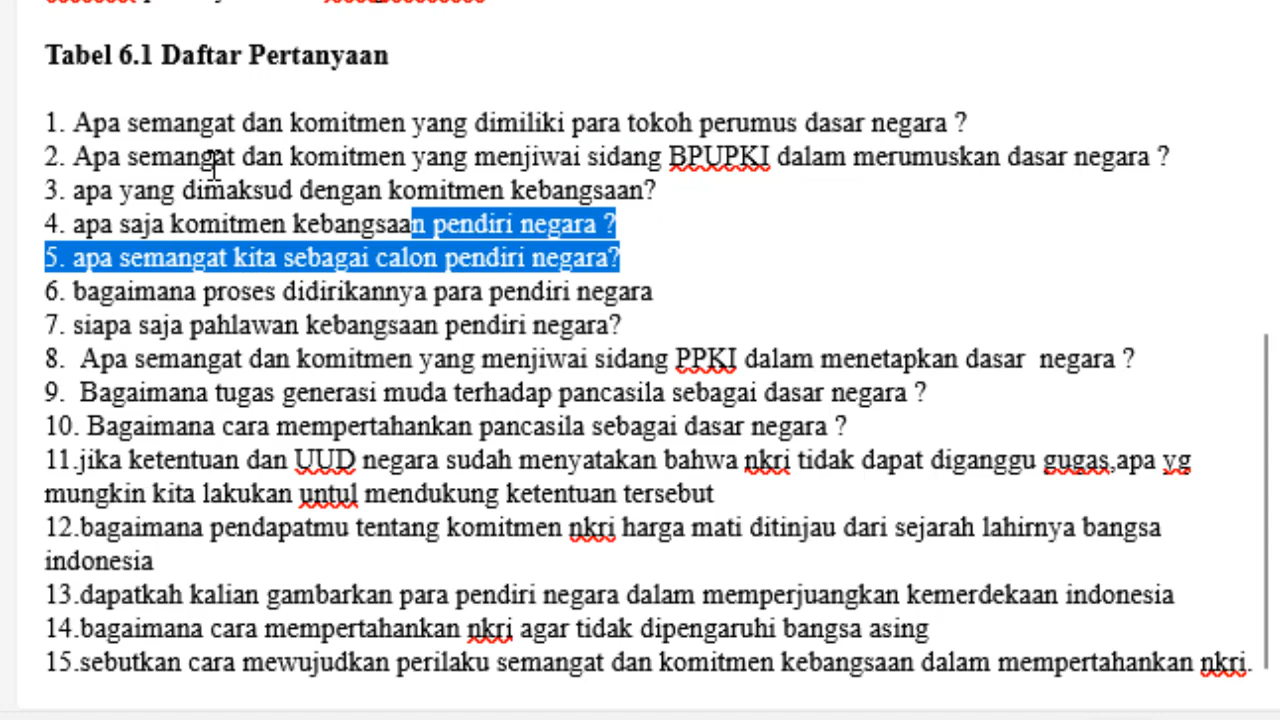 Tabel 6.1 Daftar Pertanyaan
1. Apa semangat dan komitmen yang dimiliki para tokoh perumus dasar negara ?
2. Apa semangat dan komitmen yang menjiwai sidang BPUPKI dalam merumuskan dasar negara ?
3. apa yang dimaksud dengan komitmen kebangsaan?
4. apa saja komitmen kebangsaan pendiri negara ?
5. apa semangat kita sebagai calon pendiri negara?
6. bagaimana proses didirikannya para pendiri negara
7. siapa saja pahlawan kebangsaan pendiri negara?
8.  Apa semangat dan komitmen yang menjiwai sidang PPKI dalam menetapkan dasar  negara ?
9.  Bagaimana tugas generasi muda terhadap pancasila sebagai dasar negara ?
10. Bagaimana cara mempertahankan pancasila sebagai dasar negara ?
11.jika ketentuan dan UUD negara sudah menyatakan bahwa nkri tidak dapat diganggu gugas,apa yg
mungkin kita lakukan untul mendukung ketentuan tersebut
12.bagaimana pendapatmu tentang komitmen nkri harga mati ditinjau dari sejarah lahirnya bangsa
indonesia
13.dapatkah kalian gambarkan para pendiri negara dalam memperjuangkan kemerdekaan indonesia
14.bagaimana cara mempertahankan nkri agar tidak dipengaruhi bangsa asing
15.sebutkan cara mewujudkan perilaku semangat dan komitmen kebangsaan dalam mempertahankan nkri.